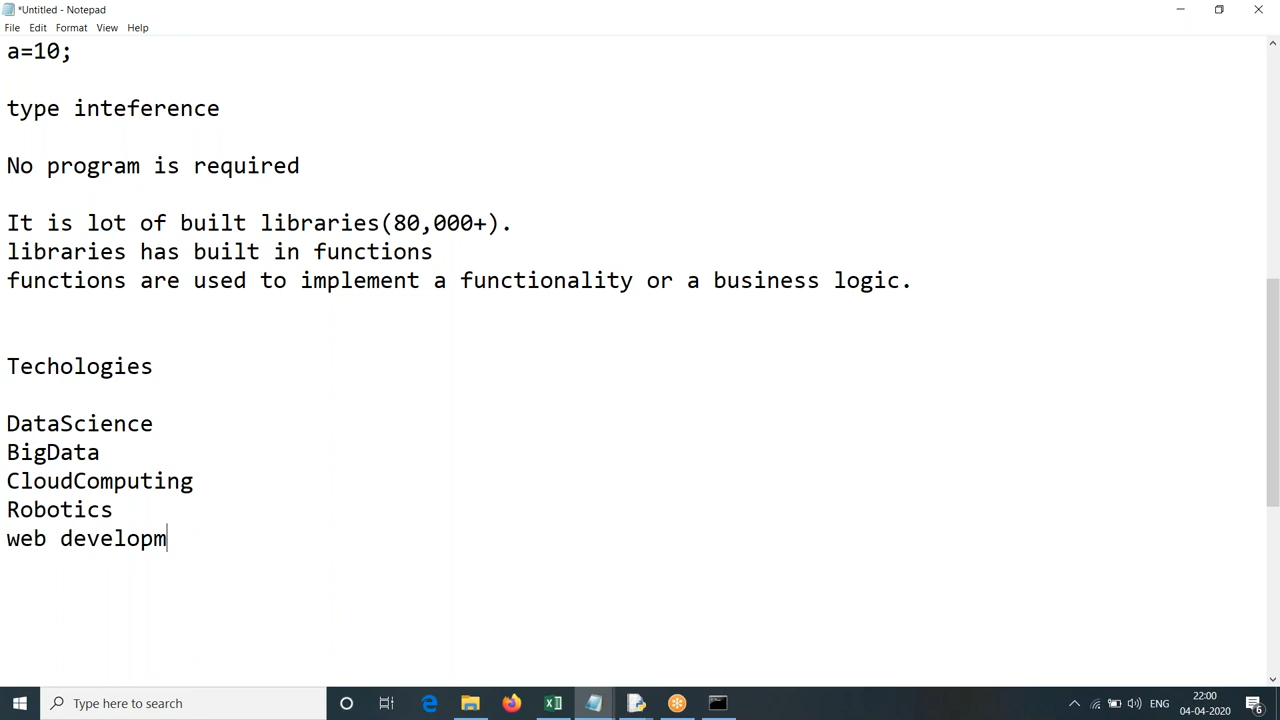 *Untitled - Notepad
File Edit Format View Help
a=10;
type inteference
No program is required
It is lot of built libraries(80,000+).
libraries has built in functions
functions are used to implement a functionality or a business logic.
Techologies
DataScience
BigData
CloudComputing
Robotics
web developm
Type here to search
ENG
22:00
04-04-2020
6